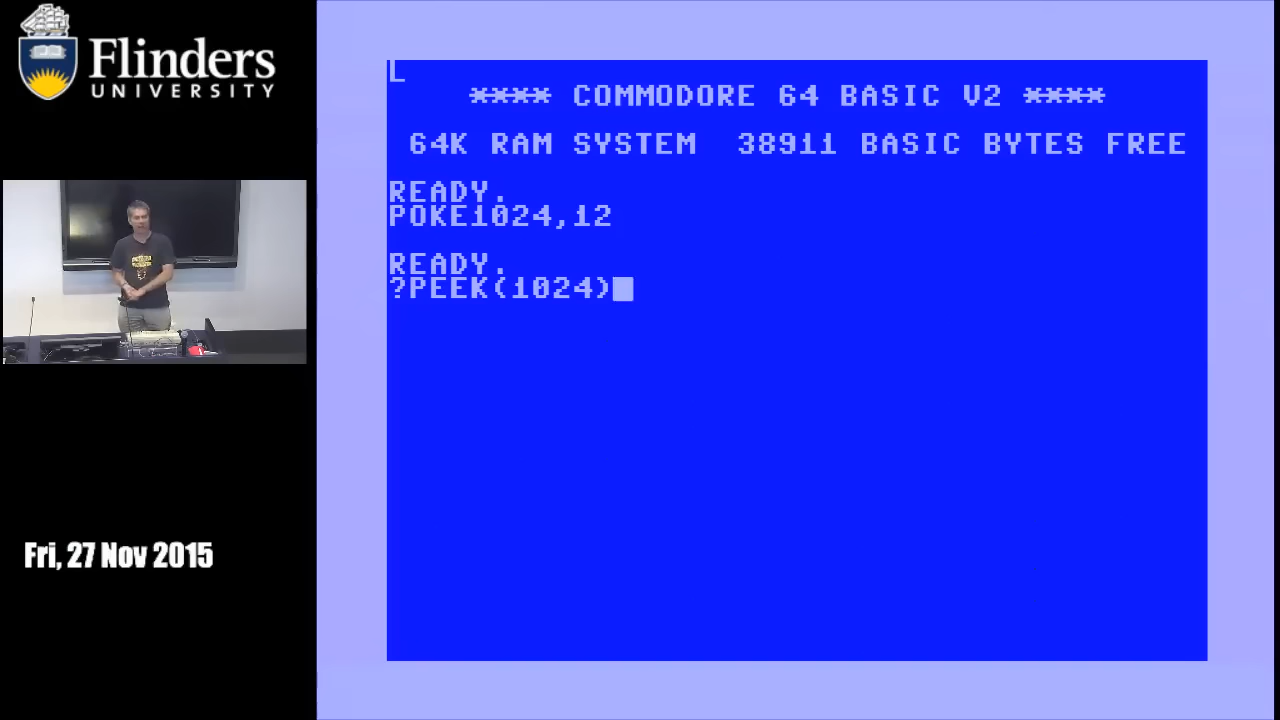 Flinders
UNIVERSITY
L
**** COMMODORE 64 BASIC V2 ****
64K RAM SYSTEM  38911 BASIC BYTES FREE
READY.
POKE1024,12
READY.
?PEEK(1024)
Fri, 27 Nov 2015